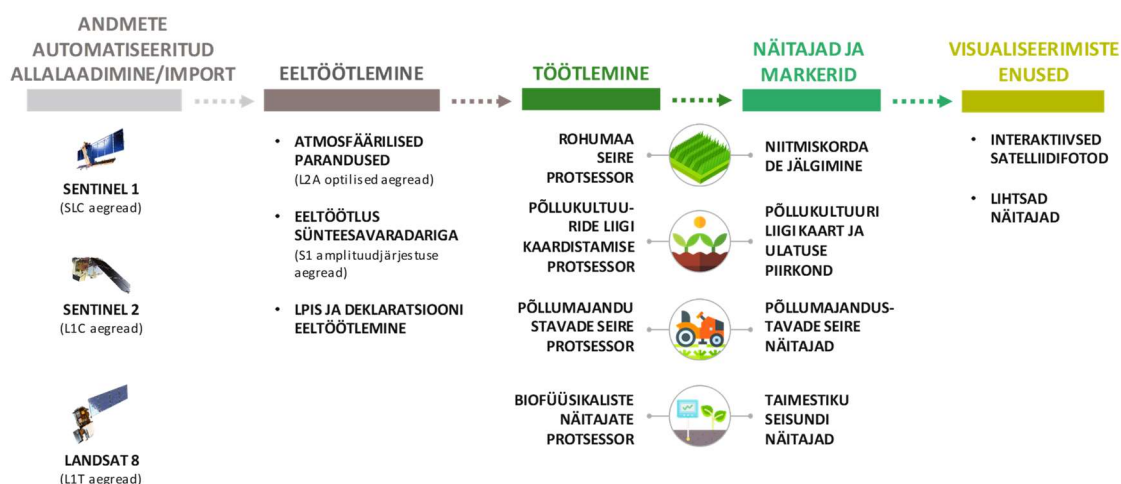 ANDMETE
AUTOMATISEERITUD
ALLALAADIMINE/IMPORT
SENTINEL 1
(SLC aegread)
SENTINEL 2
(L1C aegread)
LANDSAT 8
(L1T aegread)
EELTÖÖTLEMINE
• ATMOSFÄÄRILISED
PARANDUSED
(L2A optilised aegread)
• EELTÖÖTLUS
SÜNTEESAVARADARIGA
(S1 amplituudjärjestuse
aegread)
• LPIS JA DEKLARATSIOONI
EELTÖÖTLEMINE
TÖÖTLEMINE
ROHUMAA
SEIRE
PROTSESSOR
PÕLLUKULTUU-
RIDE LIIGI
KAARDISTAMISE
PROTSESSOR
PÕLLUMAJANDU
STAVADE SEIRE
PROTSESSOR
BIOFÜÜSIKALISTE
NÄITAJATE
PROTSESSOR
NÄITAJAD JA
MARKERID
NIITMISKORDA
DE JÄLGIMINE
PÕLLUKULTUURI
LIIGI KAART JA
ULATUSE
PIIRKOND
PÕLLUMAJANDUS-
TAVADE SEIRE
NÄITAJAD
TAIMESTIKU
SEISUNDI
NÄITAJAD
VISUALISEERIMISTE
ENUSED
• INTERAKTIIVSED
SATELLIIDIFOTOD
• LIHTSAD
NÄITAJAD